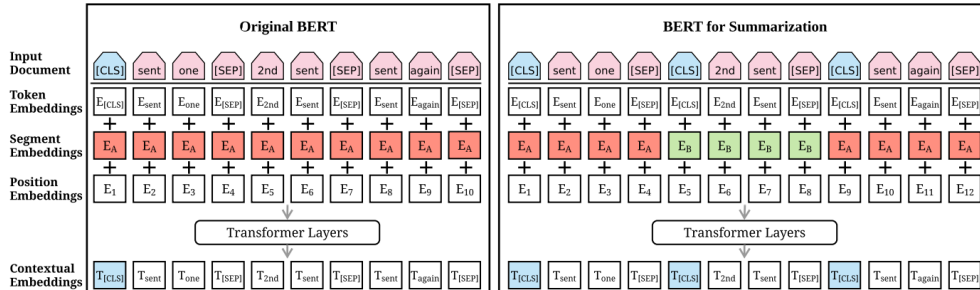 Original BERT
BERT for Summarization
Input Document
[CLS] sent one [SEP] 2nd sent [SEP] sent again [SEP]
[CLS] sent one [SEP] [CLS] 2nd sent [SEP] [CLS] sent again [SEP]
Token Embeddings
E[CLS] Esent Eone E[SEP] E2nd Esent E[SEP] Esent Eagain E[SEP]
E[CLS] Esent Eone E[SEP] E[CLS] E2nd Esent E[SEP] E[CLS] Esent Eagain E[SEP]
+ + + + + + + + + +
+ + + + + + + + + + + +
Segment Embeddings
EA EA EA EA EA EA EA EA EA EA
EA EA EA EA EB EB EB EB EA EA EA EA
+ + + + + + + + + +
+ + + + + + + + + + + +
Position Embeddings
E1 E2 E3 E4 E5 E6 E7 E8 E9 E10
E1 E2 E3 E4 E5 E6 E7 E8 E9 E10 E11 E12
Transformer Layers
Transformer Layers
Contextual Embeddings
T[CLS] Tsent Tone T[SEP] T2nd Tsent T[SEP] Tsent Tagain T[SEP]
T[CLS] Tsent Tone T[SEP] T[CLS] T2nd Tsent T[SEP] T[CLS] Tsent Tagain T[SEP]